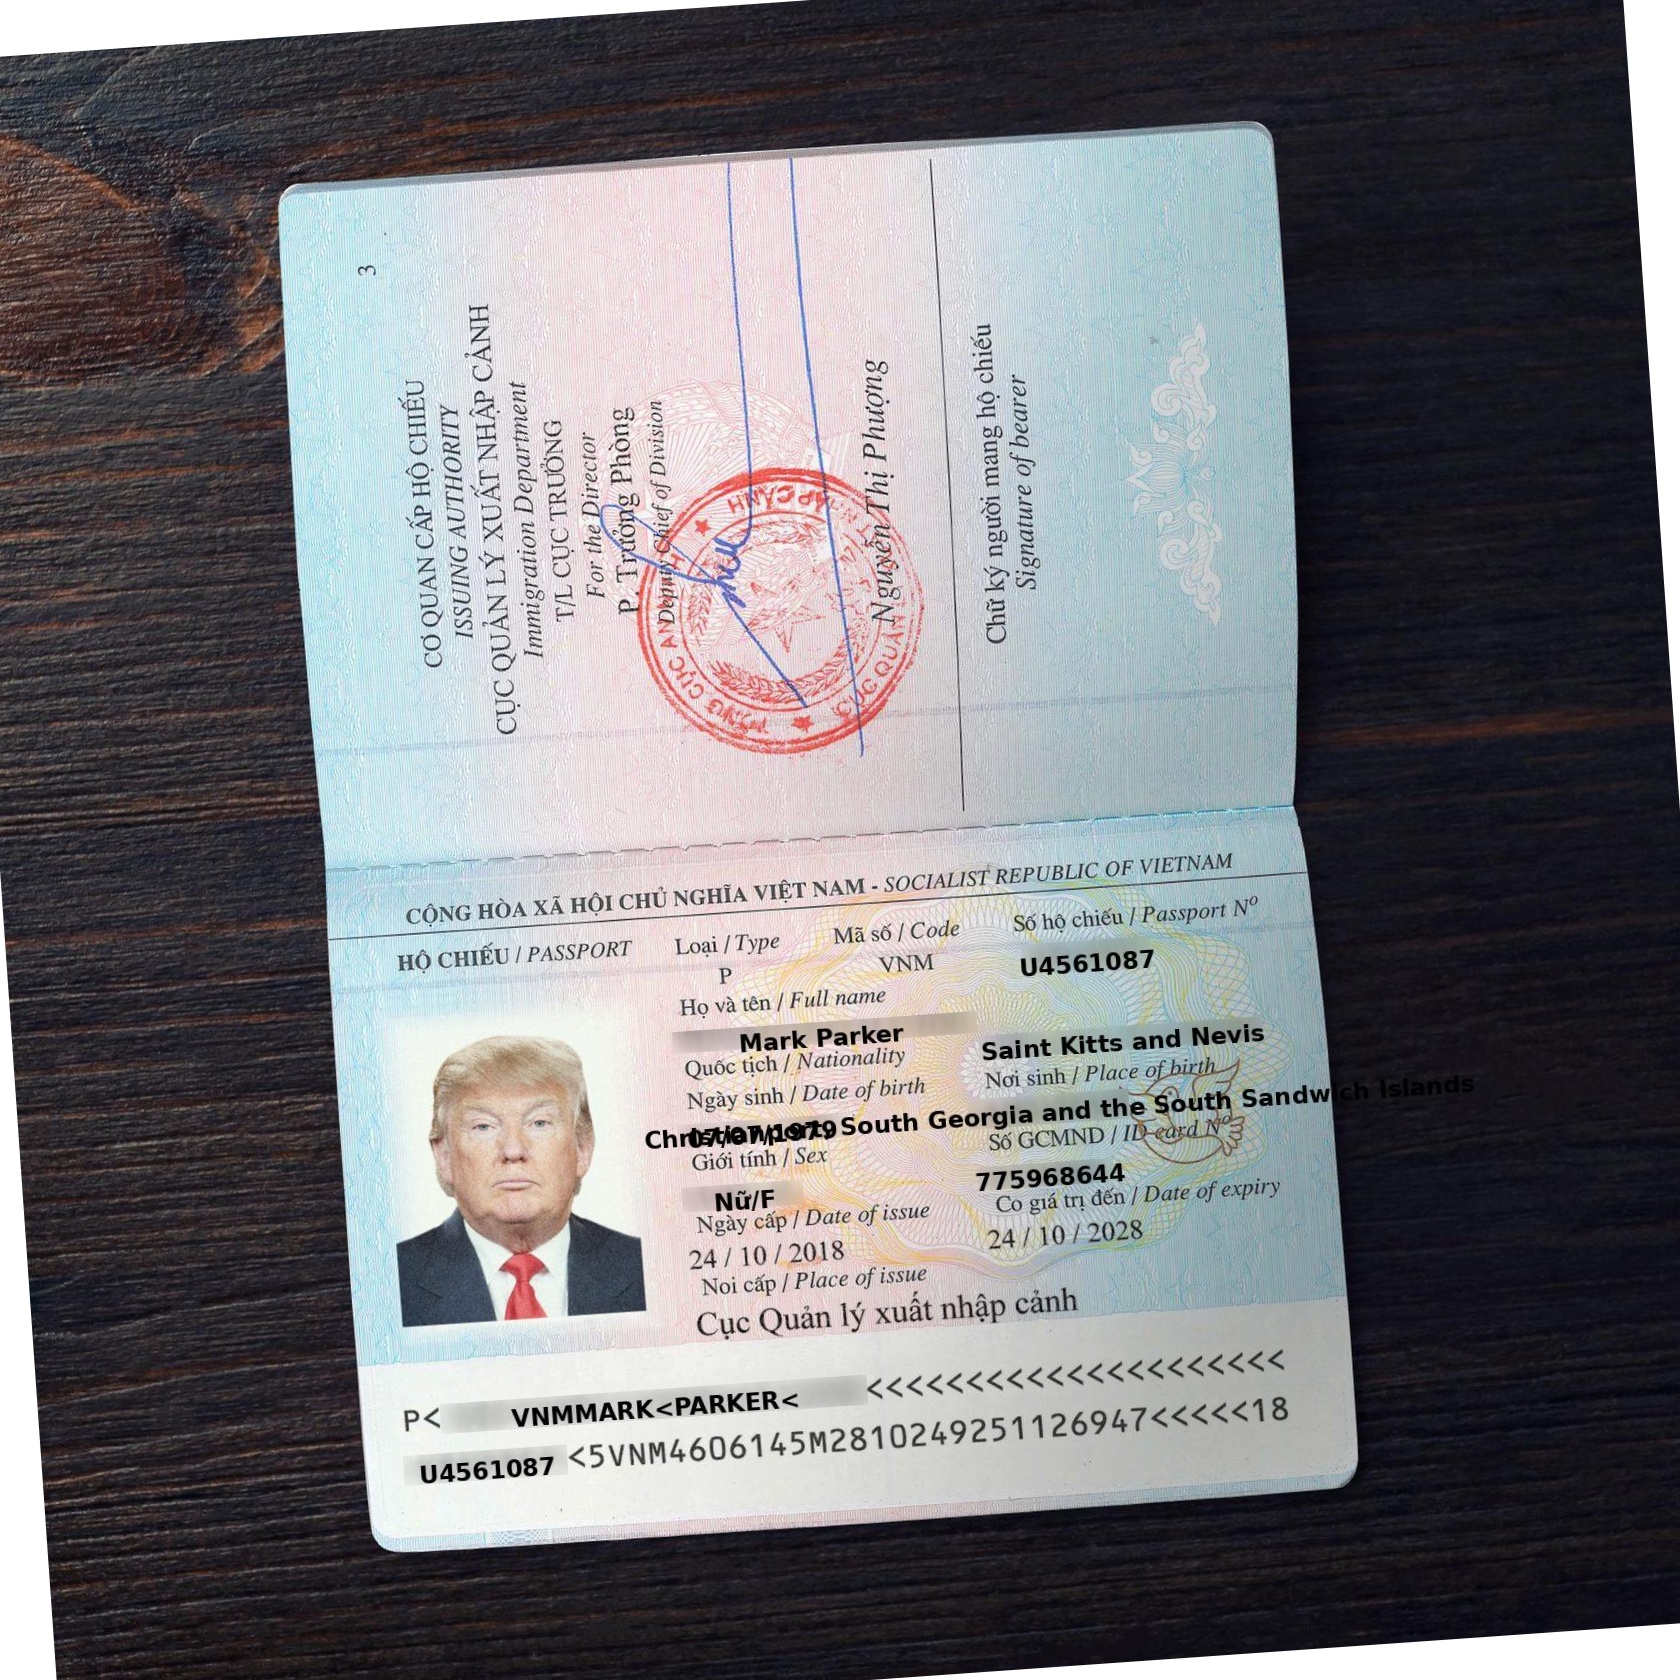 3
CƠ QUAN CẤP HỘ CHIẾU
ISSUING AUTHORITY
CỤC QUẢN LÝ XUẤT NHẬP CẢNH
Immigration Department
T/L CỤC TRƯỞNG
For the Director
P. Trưởng Phòng
Deputy Chief of Division
Nguyễn Thị Phượng
Chữ ký người mang hộ chiếu
Signature of bearer
CỘNG HÒA XÃ HỘI CHỦ NGHĨA VIỆT NAM - SOCIALIST REPUBLIC OF VIETNAM
HỘ CHIẾU / PASSPORT Loại / Type Mã số / Code Số hộ chiếu / Passport Nº
P VNM U4561087
Họ và tên / Full name
Mark Parker
Quốc tịch / Nationality Saint Kitts and Nevis
Ngày sinh / Date of birth Nơi sinh / Place of birth
07/07/1979 South Georgia and the South Sandwich Islands
Giới tính / Sex Số GCMND / ID card Nº
Nữ/F 775968644
Ngày cấp / Date of issue Co giá trị đến / Date of expiry
24 / 10 / 2018 24 / 10 / 2028
Noi cấp / Place of issue
Cục Quản lý xuất nhập cảnh
P< VNMMARK<PARKER< <<<<<<<<<<<<<<<<<<<<<
U4561087 <5VNM4606145M2810249251126947<<<<<18